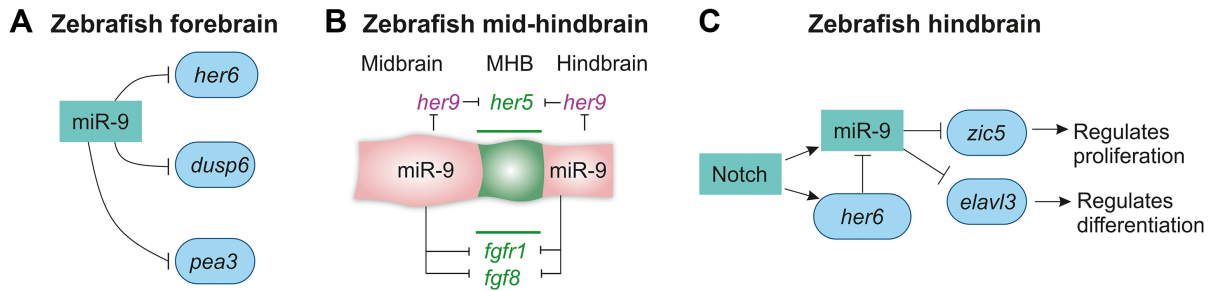 A Zebrafish forebrain
her6
miR-9
dusp6
pea3
B Zebrafish mid-hindbrain
Midbrain MHB Hindbrain
her9 her5 her9
miR-9 miR-9
fgfr1
fgf8
C Zebrafish hindbrain
miR-9 zic5 Regulates
proliferation
Notch
her6 elavl3 Regulates
differentiation